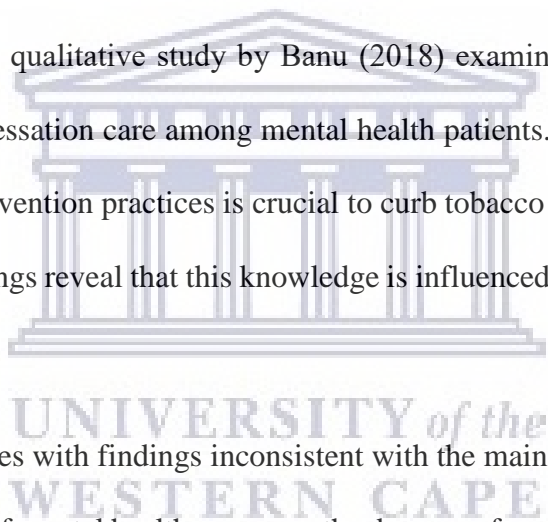 qualitative study by Banu (2018) examin
essation care among mental health patients.
vention practices is crucial to curb tobacco
ngs reveal that this knowledge is influenced
UNIVERSITY of the
es with findings inconsistent with the main
WESTERN CAPE